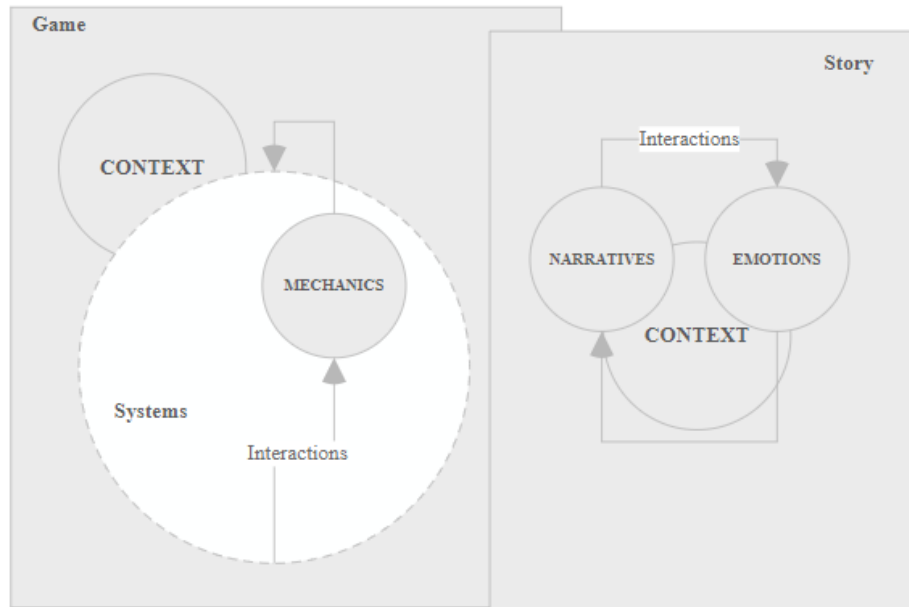 Game
Story
CONTEXT
Interactions
NARRATIVES
EMOTIONS
MECHANICS
CONTEXT
Systems
Interactions